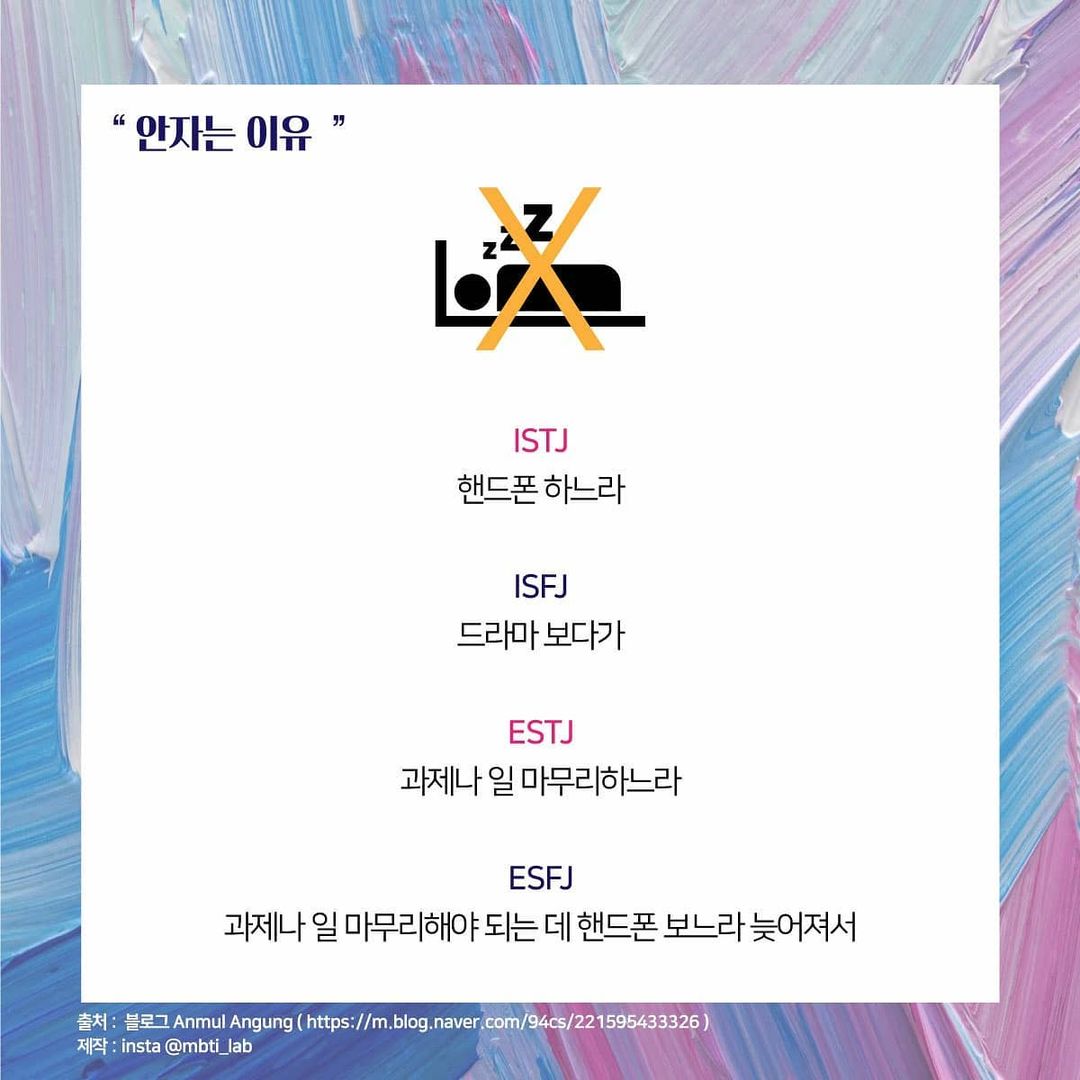 “ 안자는 이유 ”
z z z
ISTJ
핸드폰 하느라
ISFJ
드라마 보다가
ESTJ
과제나 일 마무리하느라
ESFJ
과제나 일 마무리해야 되는 데 핸드폰 보느라 늦어져서
출처 : 블로그 Anmul Angung ( https://m.blog.naver.com/94cs/221595433326 )
제작 : insta @mbti_lab